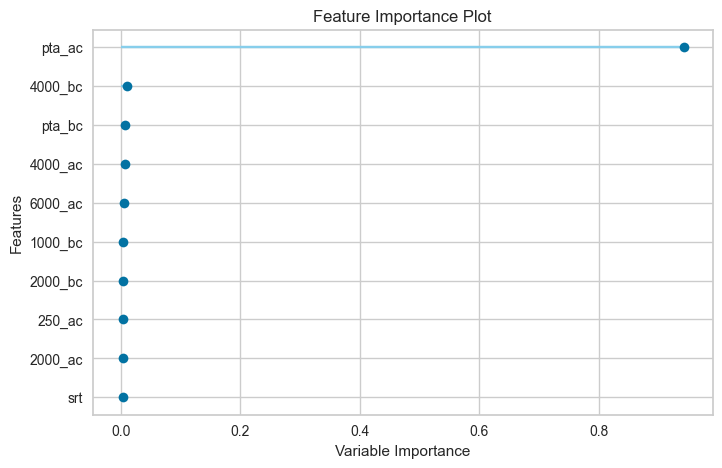 Feature Importance Plot
pta_ac
4000_bc
pta_bc
4000_ac
6000_ac
1000_bc
2000_bc
250_ac
2000_ac
srt
Features
0.0 0.2 0.4 0.6 0.8
Variable Importance